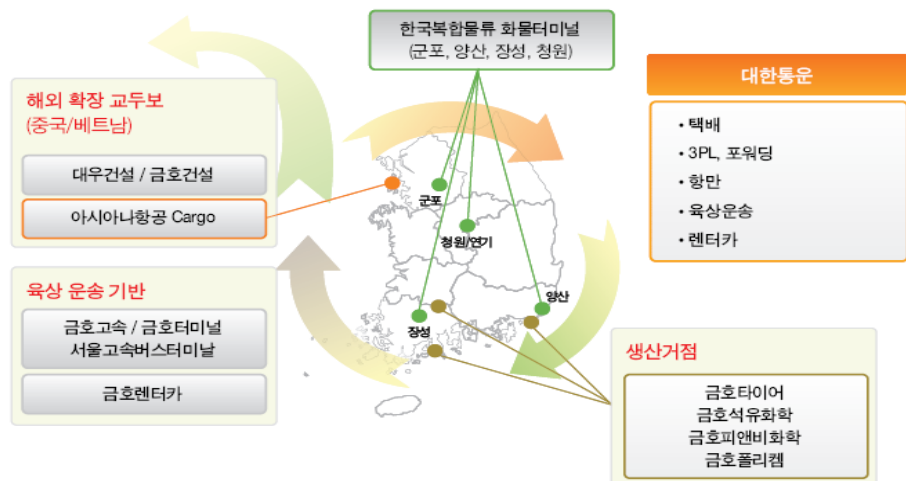 한국복합물류 화물터미널
(군포, 양산, 장성, 청원)
해외 확장 교두보
(중국/베트남)
대우건설 / 금호건설
아시아나항공 Cargo
육상 운송 기반
금호고속 / 금호터미널
서울고속버스터미날
금호렌터카
군포
청원/연기
장성
양산
대한통운
• 택배
• 3PL, 포워딩
• 항만
• 육상운송
• 렌터카
생산거점
금호타이어
금호석유화학
금호피앤비화학
금호폴리켐